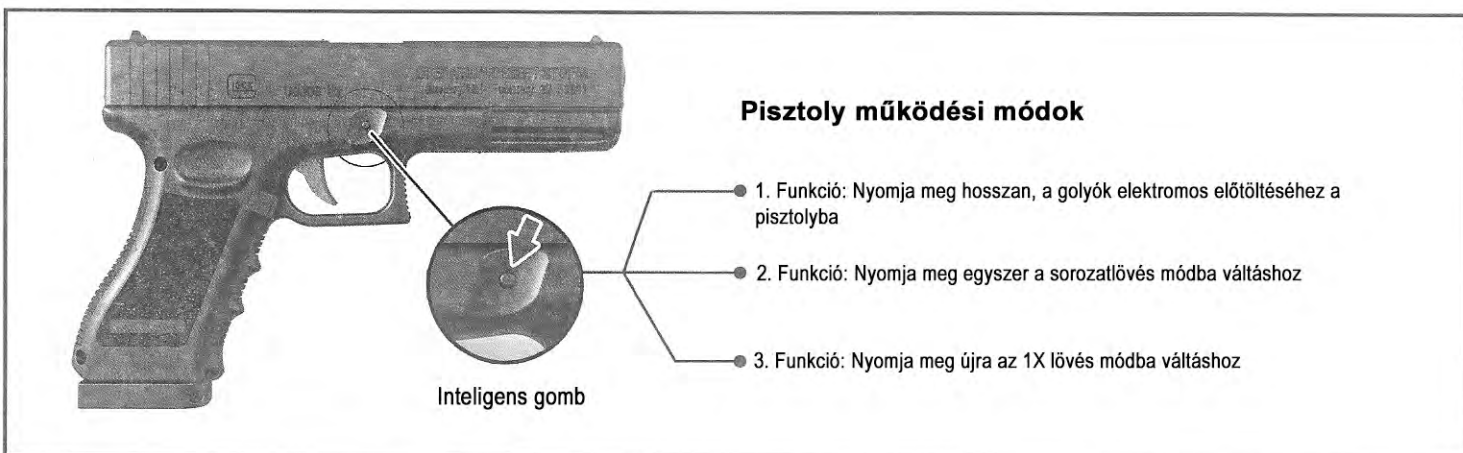 Pisztoly működési módok
1. Funkció: Nyomja meg hosszan, a golyók elektromos előtöltéséhez a
pisztolyba
2. Funkció: Nyomja meg egyszer a sorozatlövés módba váltáshoz
3. Funkció: Nyomja meg újra az 1X lövés módba váltáshoz
Inteligens gomb